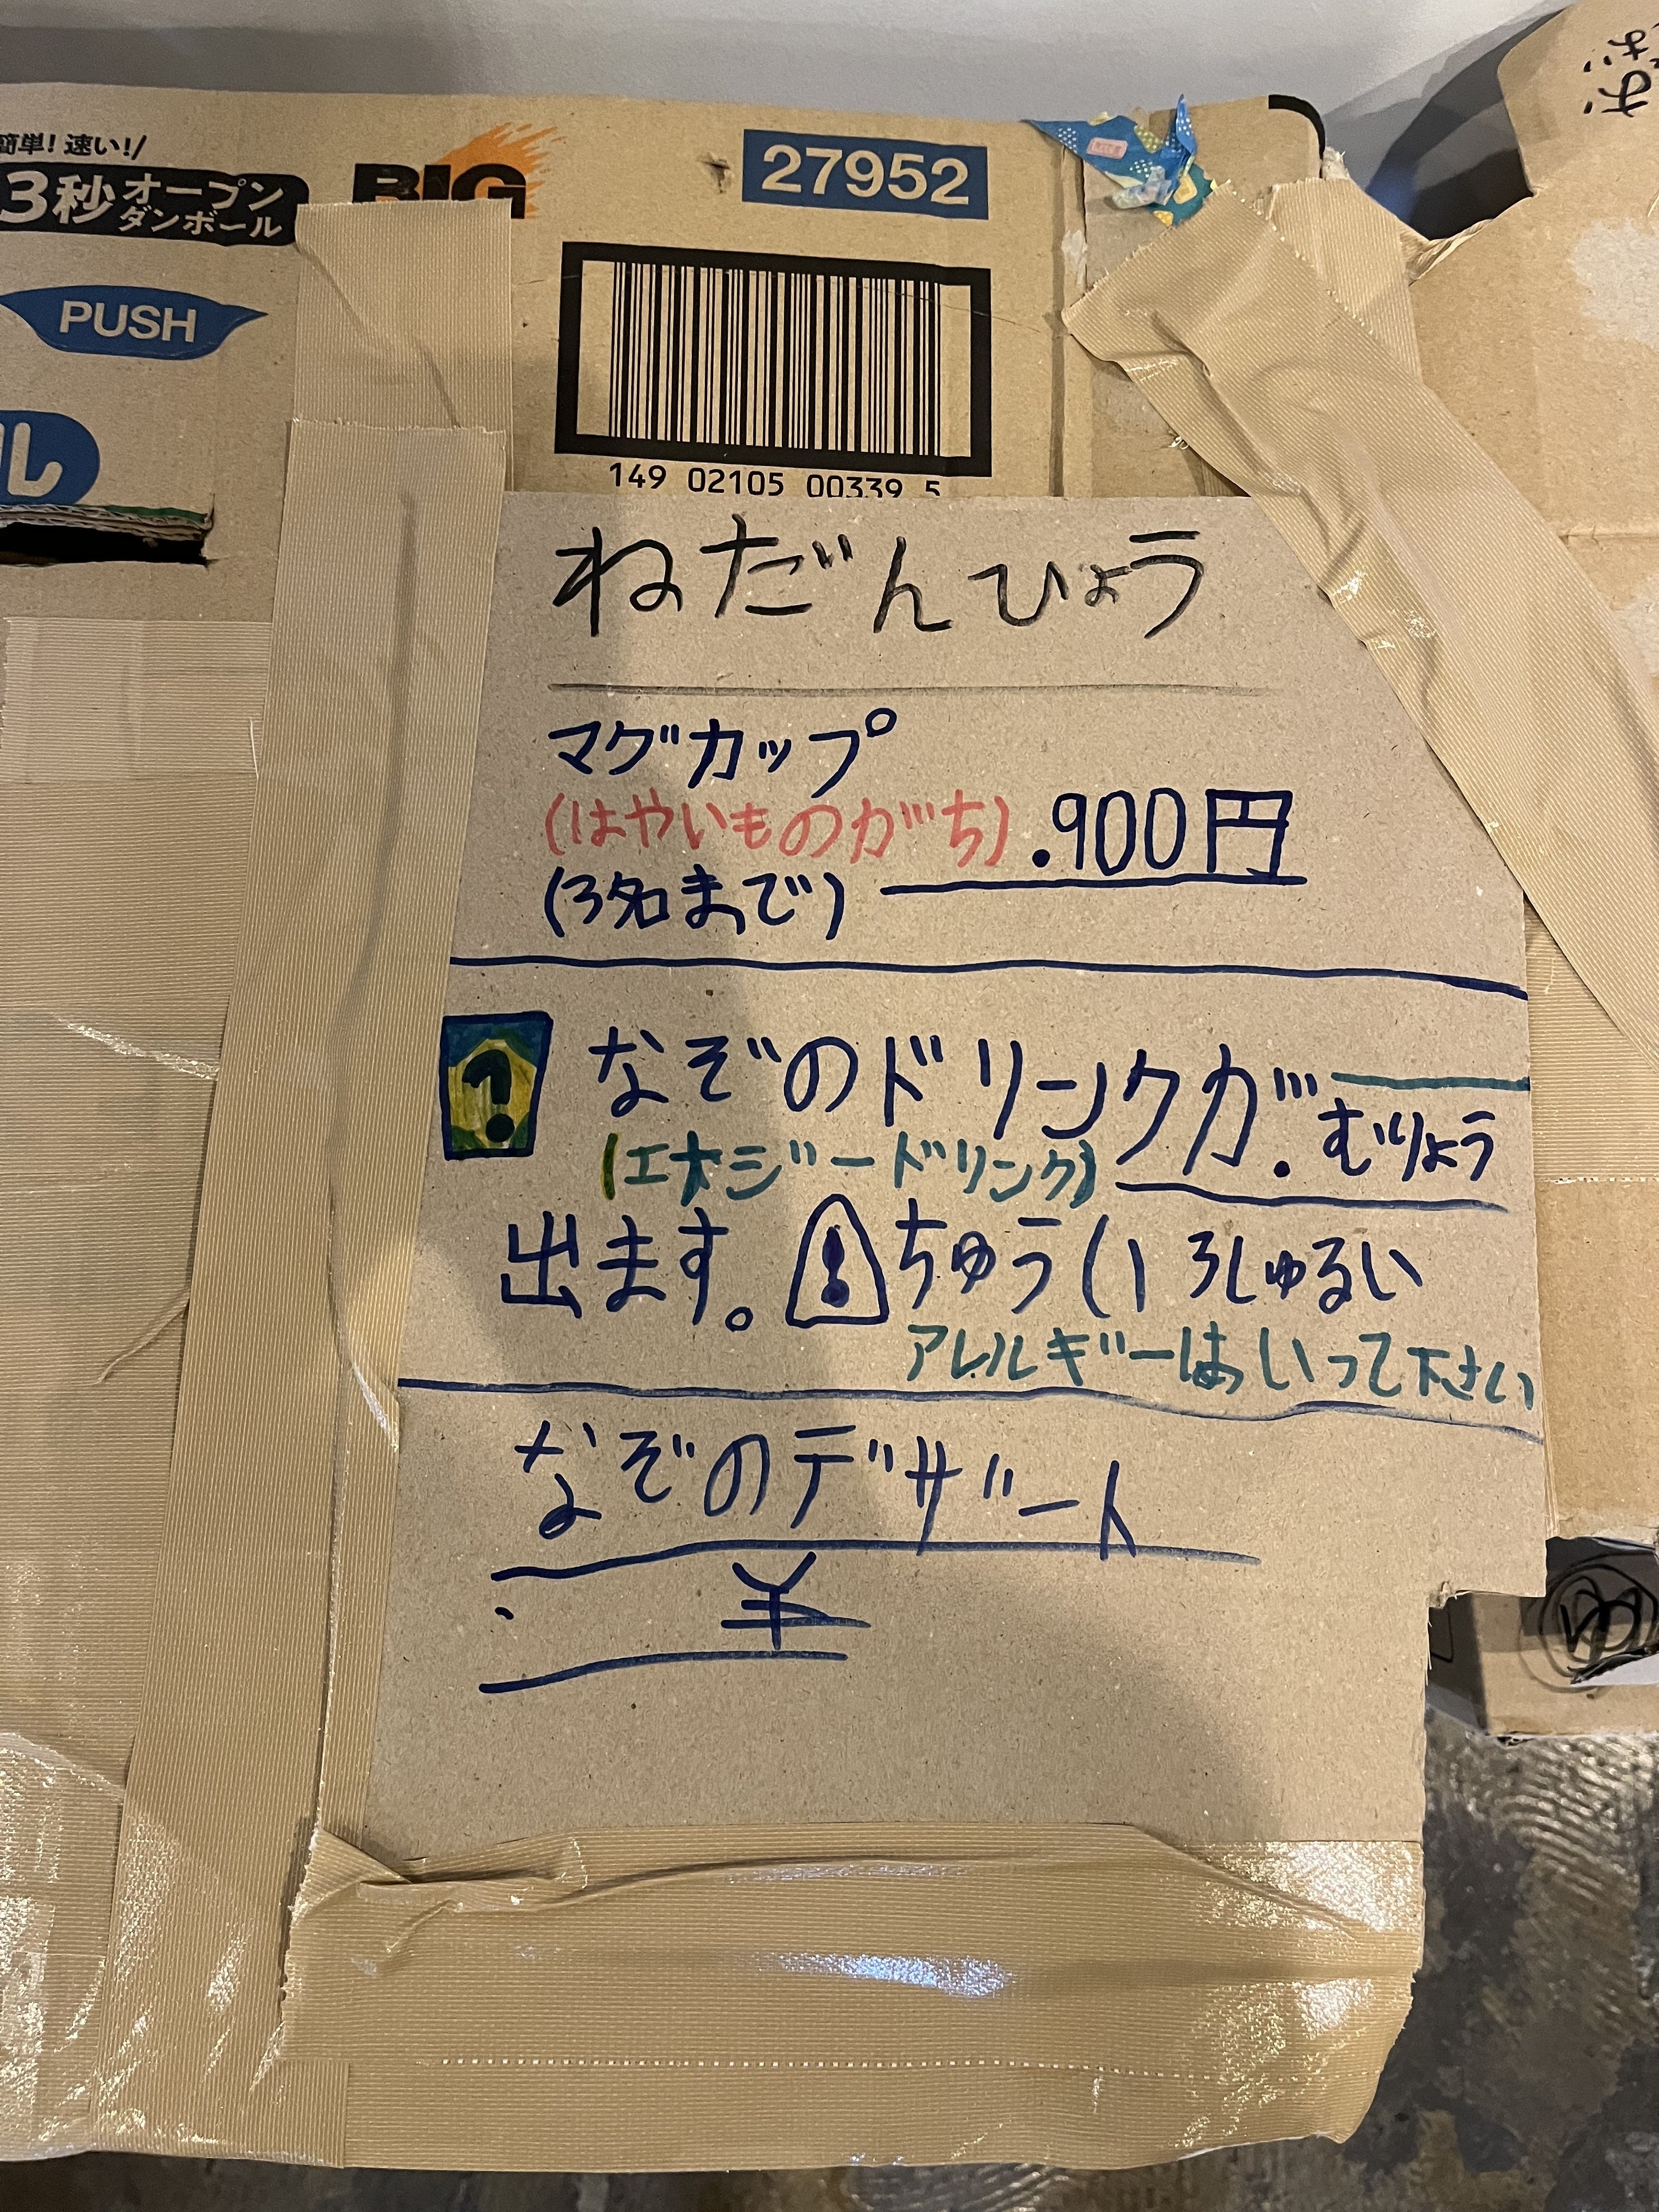 簡単！速い！
BIG
27952
3秒オープン
ダンボール
PUSH
ル
149 02105 00339 5
ねだんひょう
マグカップ
(はやいものがち)
.900円
(3名まで)
? なぞのドリンクが
.むりょう
(エネジードリンク)
出ます。 ! ちゅうい 3しゅるい
アレルギーはいって下さい
なぞのデザート
. ¥